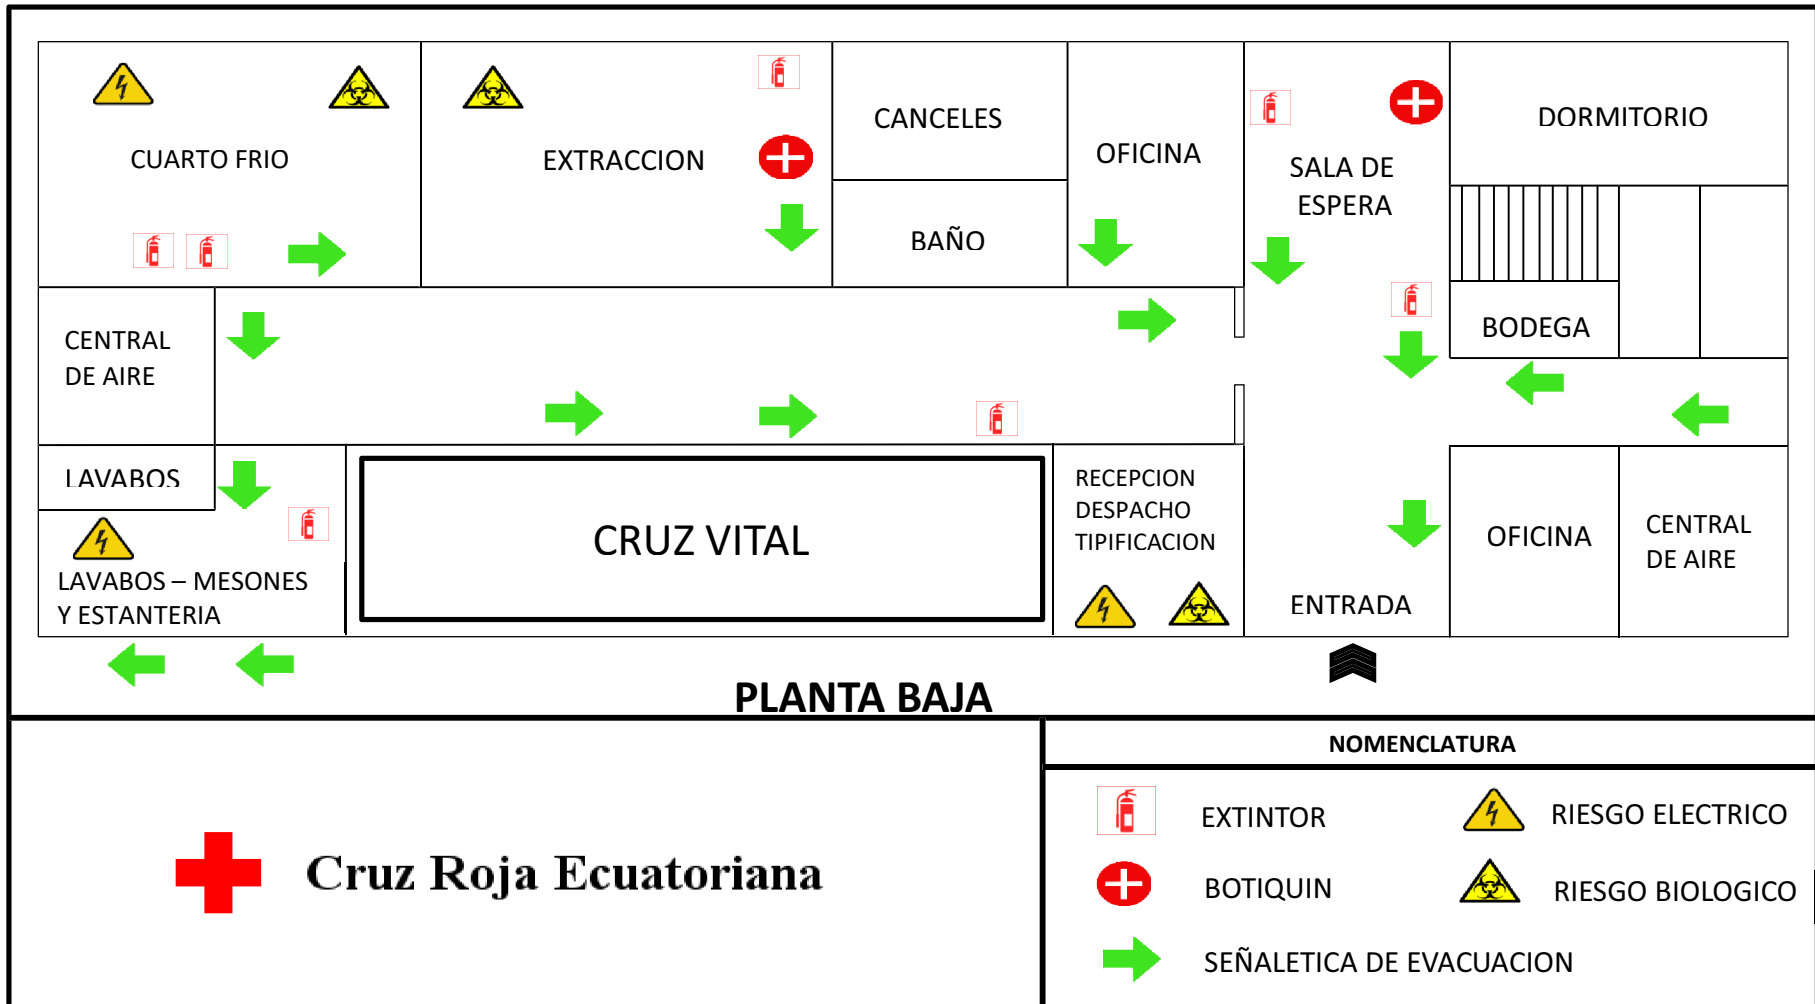 CUARTO FRIO
EXTRACCION
CANCELES
BAÑO
OFICINA
SALA DE
ESPERA
DORMITORIO
BODEGA
CENTRAL
DE AIRE
LAVABOS
LAVABOS – MESONES
Y ESTANTERIA
CRUZ VITAL
RECEPCION
DESPACHO
TIPIFICACION
ENTRADA
OFICINA
CENTRAL
DE AIRE
PLANTA BAJA
Cruz Roja Ecuatoriana
NOMENCLATURA
EXTINTOR
RIESGO ELECTRICO
BOTIQUIN
RIESGO BIOLOGICO
SEÑALETICA DE EVACUACION